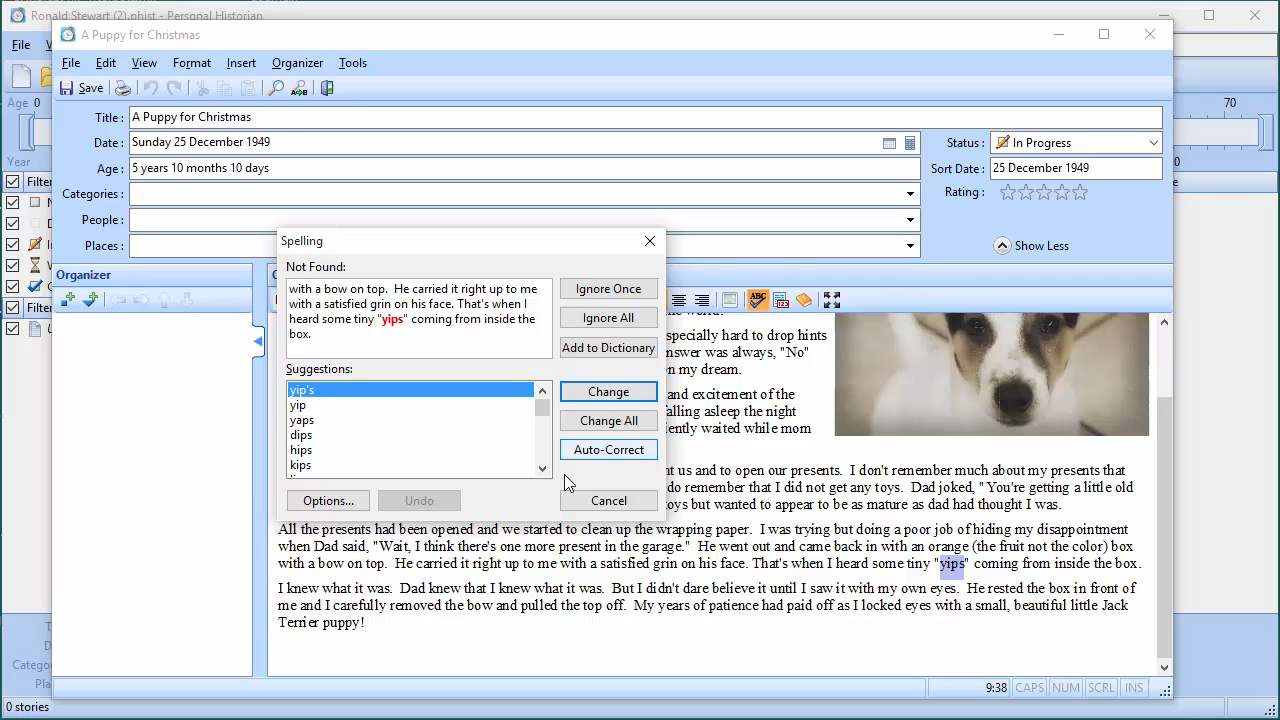 Ronald Stewart (2).phist - Personal Historian
File
A Puppy for Christmas
File Edit View Format Insert Organizer Tools
Save
Age 0
70
Year
Title : A Puppy for Christmas
Date : Sunday 25 December 1949
Status : In Progress
Age : 5 years 10 months 10 days
Sort Date : 25 December 1949
Categories :
Rating :
People :
Places :
Show Less
Filter
Filter
Organizer
Spelling
Not Found:
with a bow on top. He carried it right up to me
with a satisfied grin on his face. That's when I
heard some tiny "yips" coming from inside the
box.
Ignore Once
Ignore All
Add to Dictionary
Suggestions:
yip's
yip
yaps
dips
hips
kips
Change
Change All
Auto-Correct
Options...
Undo
Cancel
ABC
specially hard to drop hints
nswer was always, "No"
n my dream.
and excitement of the
falling asleep the night
iently waited while mom
t us and to open our presents. I don't remember much about my presents that
do remember that I did not get any toys. Dad joked, "You're getting a little old
toys but wanted to appear to be as mature as dad had thought I was.
All the presents had been opened and we started to clean up the wrapping paper. I was trying but doing a poor job of hiding my disappointment
when Dad said, "Wait, I think there's one more present in the garage." He went out and came back in with an orange (the fruit not the color) box
with a bow on top. He carried it right up to me with a satisfied grin on his face. That's when I heard some tiny "yips" coming from inside the box.
I knew what it was. Dad knew that I knew what it was. But I didn't dare believe it until I saw it with my own eyes. He rested the box in front of
me and I carefully removed the bow and pulled the top off. My years of patience had paid off as I locked eyes with a small, beautiful little Jack
Terrier puppy!
Categ
Pla
9:38 CAPS NUM SCRL INS
0 stories